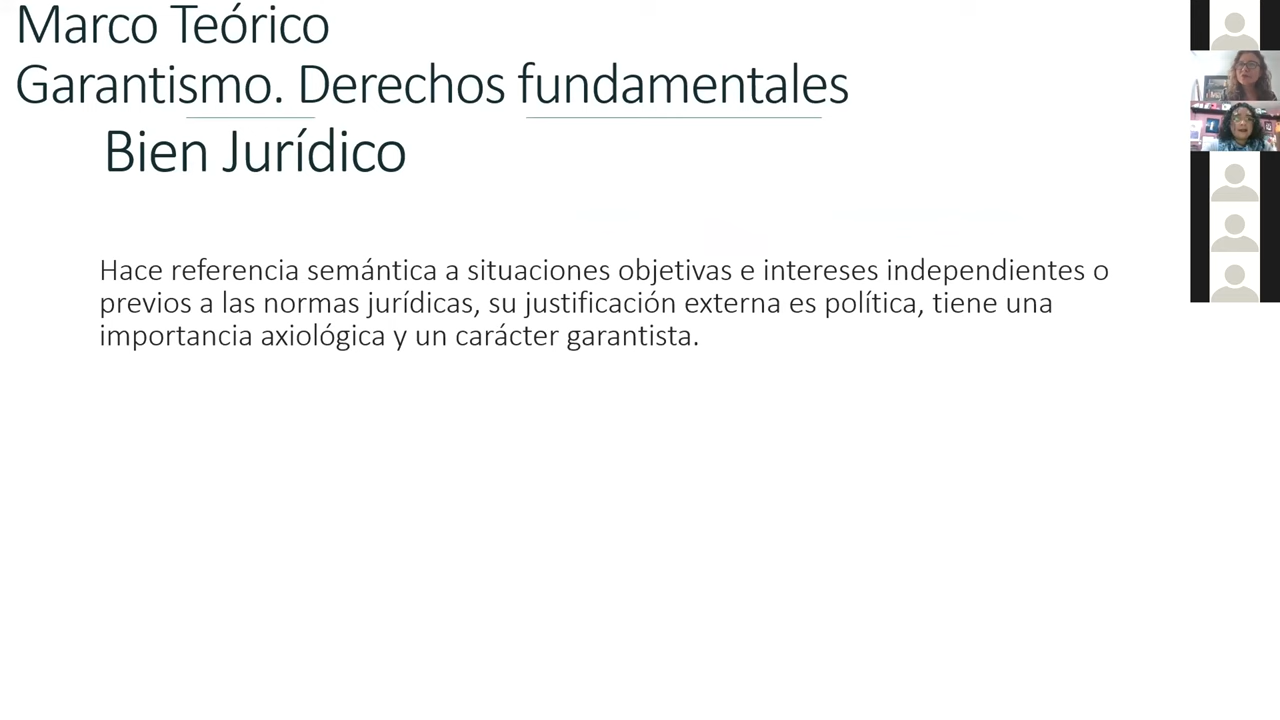 Marco Teórico
Garantismo. Derechos fundamentales
Bien Jurídico
Hace referencia semántica a situaciones objetivas e intereses independientes o
previos a las normas jurídicas, su justificación externa es política, tiene una
importancia axiológica y un carácter garantista.